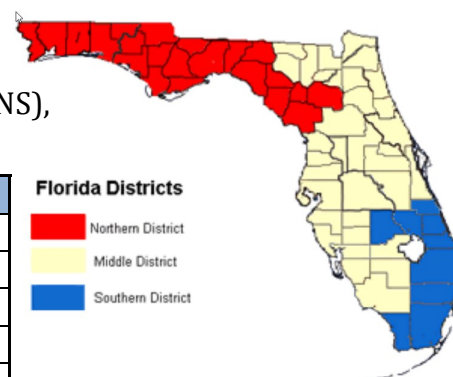 NS),
Florida Districts
Northern District
Middle District
Southern District